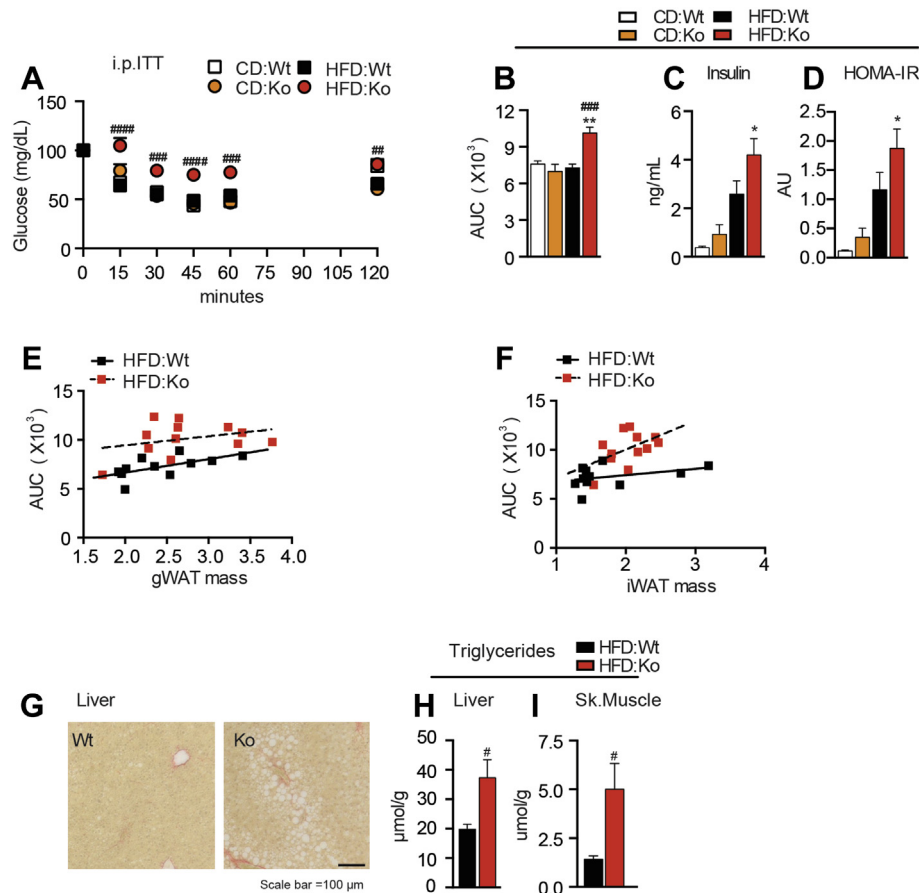 CD:Wt HFD:Wt
CD:Ko HFD:Ko
A
i.p.ITT
CD:Wt HFD:Wt
CD:Ko HFD:Ko
Glucose (mg/dL)
150
100
50
0
####
###
####
###
##
0 15 30 45 60 75 90 105 120
minutes
B
AUC ( X10³)
12
9
6
3
0
###
**
C
Insulin
ng/mL
6
4
2
0
*
D
HOMA-IR
AU
2.5
2.0
1.5
1.0
0.5
0.0
*
E
HFD:Wt
HFD:Ko
AUC ( X10³)
15
10
5
0
1.5 2.0 2.5 3.0 3.5 4.0
gWAT mass
F
HFD:Wt
HFD:Ko
AUC ( X10³)
15
10
5
0
1 2 3 4
iWAT mass
Triglycerides
HFD:Wt
HFD:Ko
G
Liver
Wt
Ko
Scale bar =100 µm
H
Liver
µmol/g
50
40
30
20
10
0
#
I
Sk.Muscle
umol/g
7.5
5.0
2.5
0.0
#